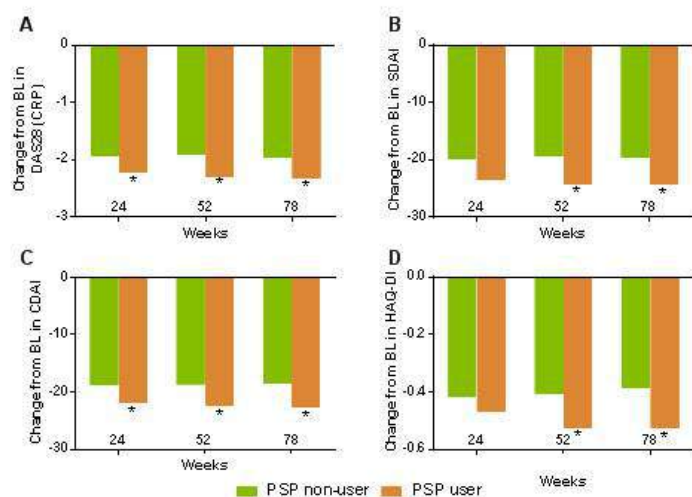 A
Change from BL in
DAS28 (CRP)
0
-1
-2
-3
* * *
24 52 78
Weeks
B
Change from BL in SDAI
0
-10
-20
-30
* *
24 52 78
Weeks
C
Change from BL in CDAI
0
-10
-20
-30
* * *
24 52 78
Weeks
D
Change from BL in HAQ-DI
0.0
-0.2
-0.4
-0.6
* *
24 52 78
Weeks
PSP non-user PSP user